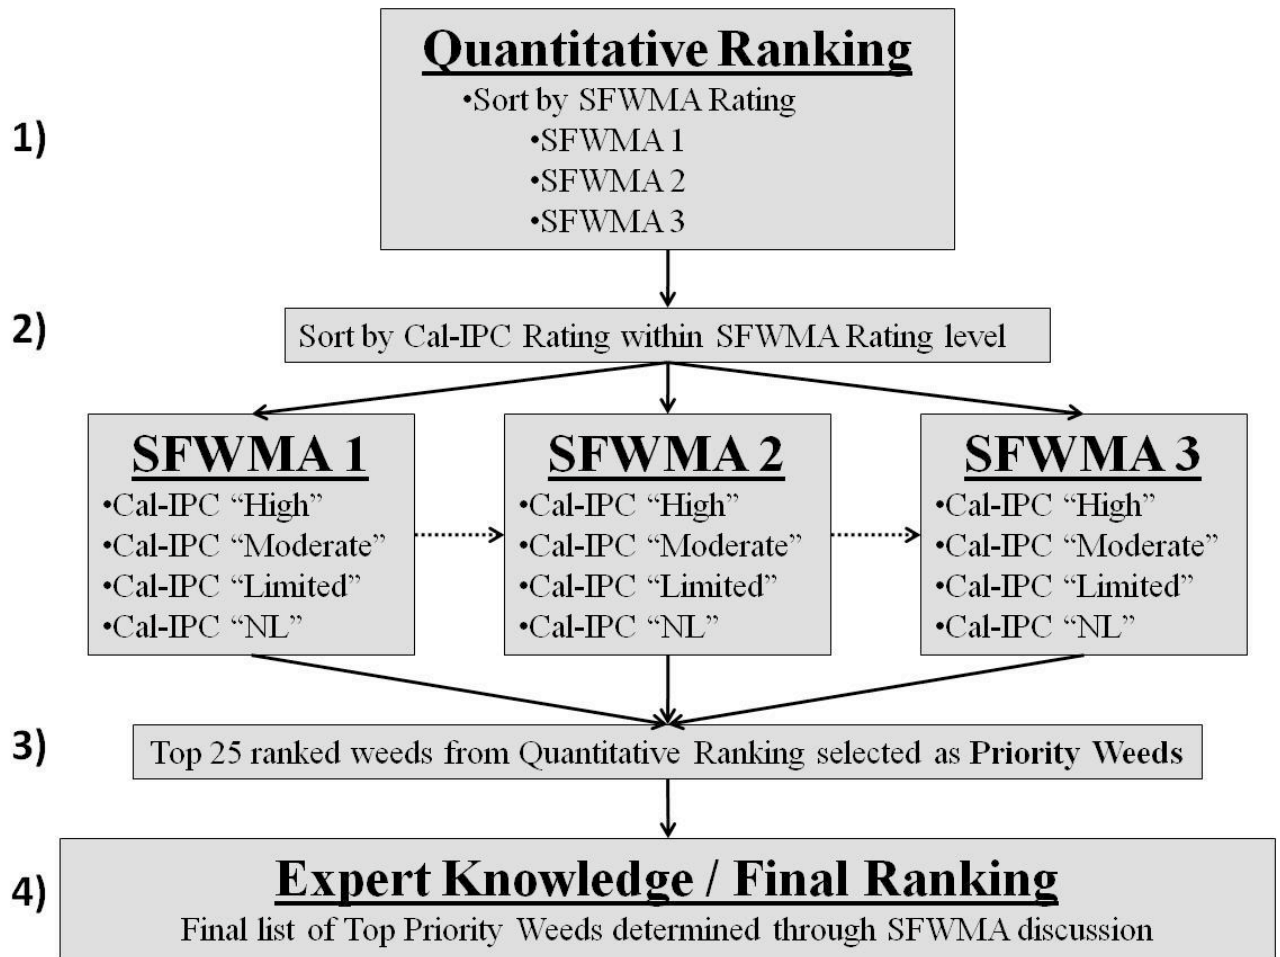 1)
Quantitative Ranking
•Sort by SFWMA Rating
•SFWMA 1
•SFWMA 2
•SFWMA 3
2)
Sort by Cal-IPC Rating within SFWMA Rating level
SFWMA 1
•Cal-IPC “High”
•Cal-IPC “Moderate”
•Cal-IPC “Limited”
•Cal-IPC “NL”
SFWMA 2
•Cal-IPC “High”
•Cal-IPC “Moderate”
•Cal-IPC “Limited”
•Cal-IPC “NL”
SFWMA 3
•Cal-IPC “High”
•Cal-IPC “Moderate”
•Cal-IPC “Limited”
•Cal-IPC “NL”
3)
Top 25 ranked weeds from Quantitative Ranking selected as Priority Weeds
4)
Expert Knowledge / Final Ranking
Final list of Top Priority Weeds determined through SFWMA discussion